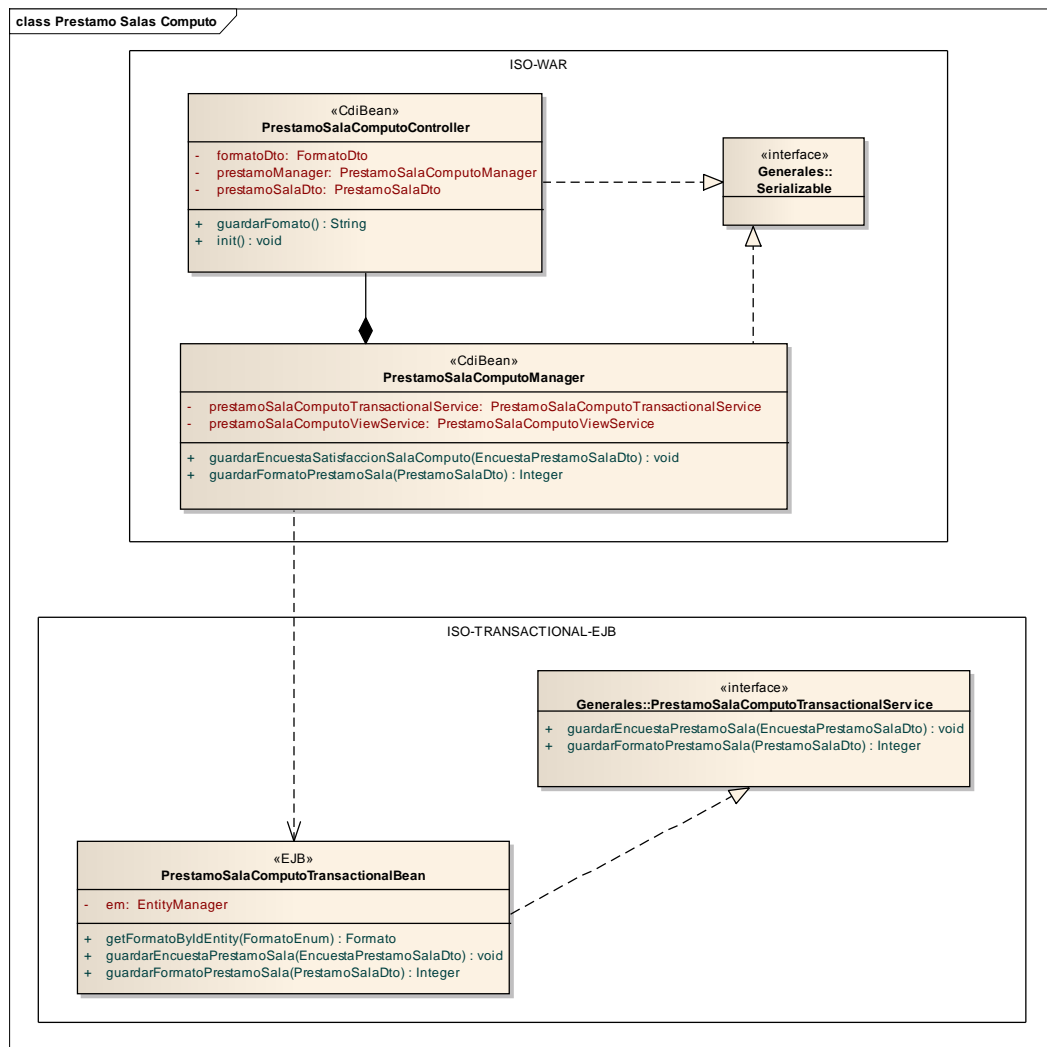 class Prestamo Salas Computo
ISO-WAR
«CdiBean»
PrestamoSalaComputoController
- formatoDto: FormatoDto
- prestamoManager: PrestamoSalaComputoManager
- prestamoSalaDto: PrestamoSalaDto
+ guardarFomato() : String
+ init() : void
«interface»
Generales::
Serializable
«CdiBean»
PrestamoSalaComputoManager
- prestamoSalaComputoTransactionalService: PrestamoSalaComputoTransactionalService
- prestamoSalaComputoViewService: PrestamoSalaComputoViewService
+ guardarEncuestaSatisfaccionSalaComputo(EncuestaPrestamoSalaDto) : void
+ guardarFormatoPrestamoSala(PrestamoSalaDto) : Integer
ISO-TRANSACTIONAL-EJB
«interface»
Generales::PrestamoSalaComputoTransactionalService
+ guardarEncuestaPrestamoSala(EncuestaPrestamoSalaDto) : void
+ guardarFormatoPrestamoSala(PrestamoSalaDto) : Integer
«EJB»
PrestamoSalaComputoTransactionalBean
- em: EntityManager
+ getFormatoByIdEntity(FormatoEnum) : Formato
+ guardarEncuestaPrestamoSala(EncuestaPrestamoSalaDto) : void
+ guardarFormatoPrestamoSala(PrestamoSalaDto) : Integer